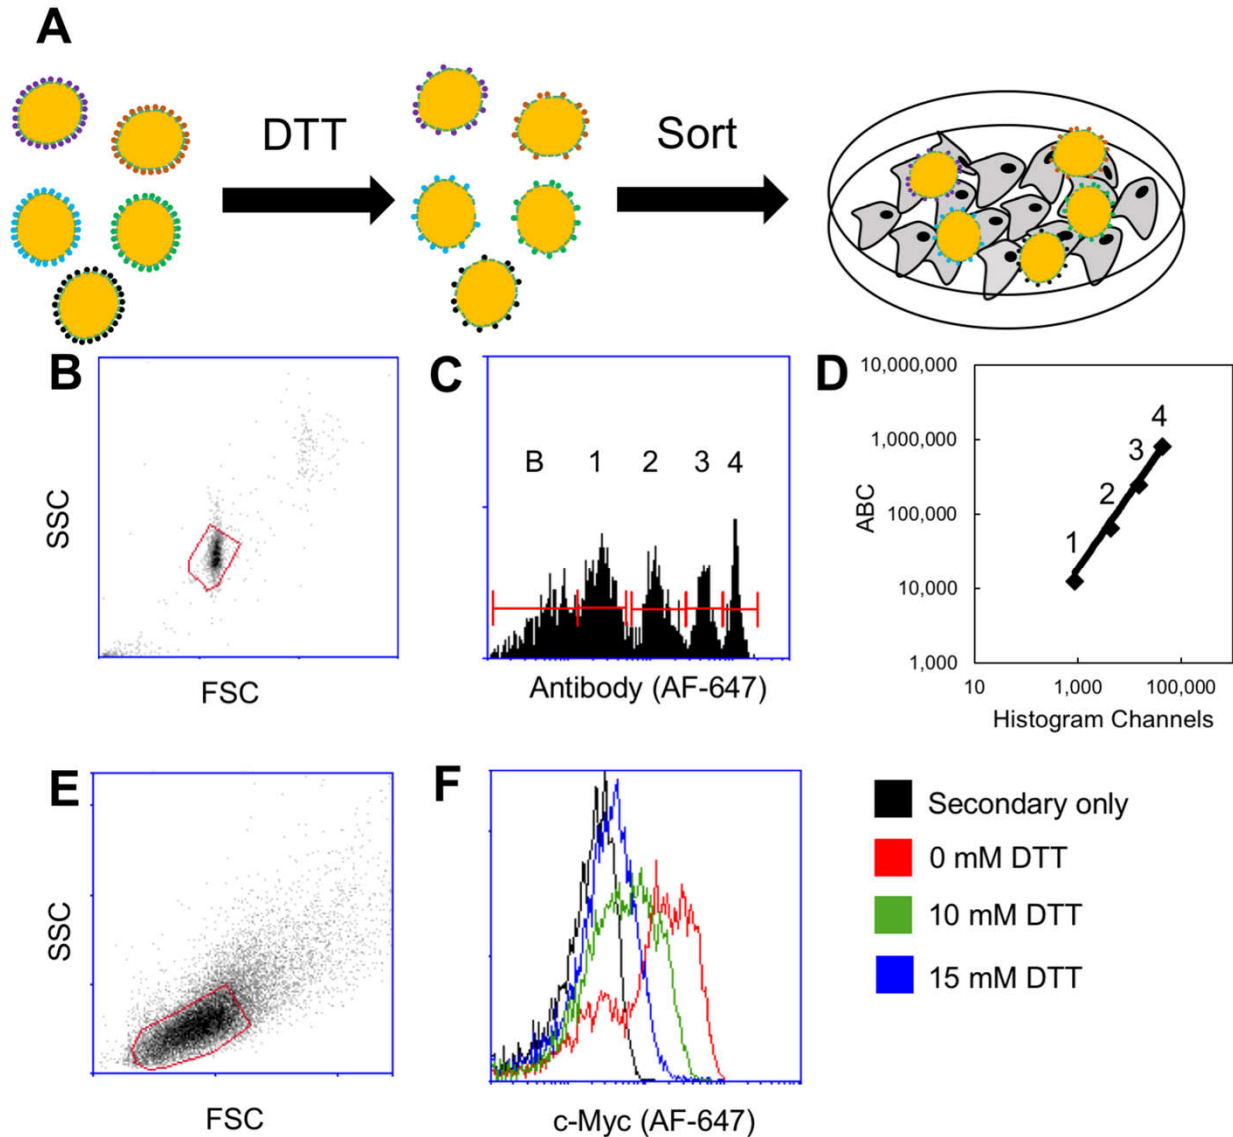 A
DTT
Sort
B
SSC
FSC
C
B 1 2 3 4
Antibody (AF-647)
D
10,000,000
1,000,000
100,000
10,000
1,000
ABC
1
2
3
4
10 1,000 100,000
Histogram Channels
E
SSC
FSC
F
c-Myc (AF-647)
Secondary only
0 mM DTT
10 mM DTT
15 mM DTT